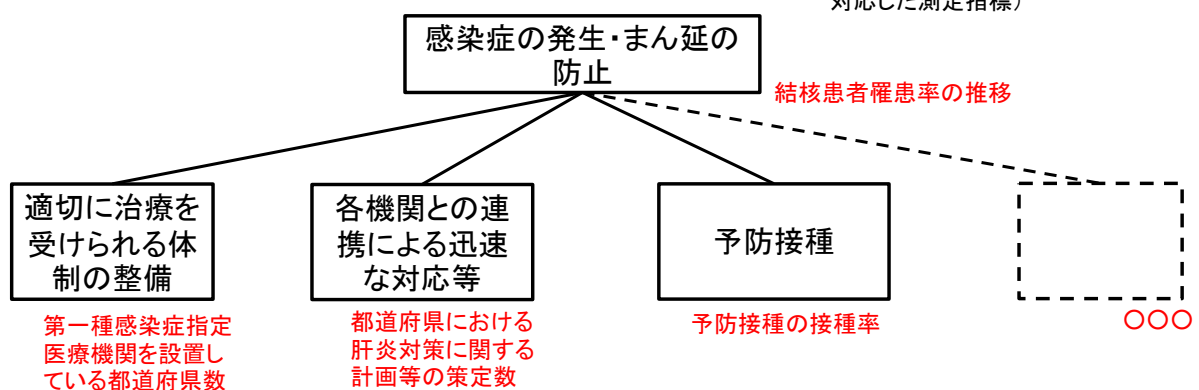 対応した測定指標）
感染症の発生・まん延の
防止
結核患者罹患率の推移
適切に治療を
受けられる体
制の整備
各機関との連
携による迅速
な対応等
予防接種
第一種感染症指定
医療機関を設置し
ている都道府県数
都道府県における
肝炎対策に関する
計画等の策定数
予防接種の接種率
○○○